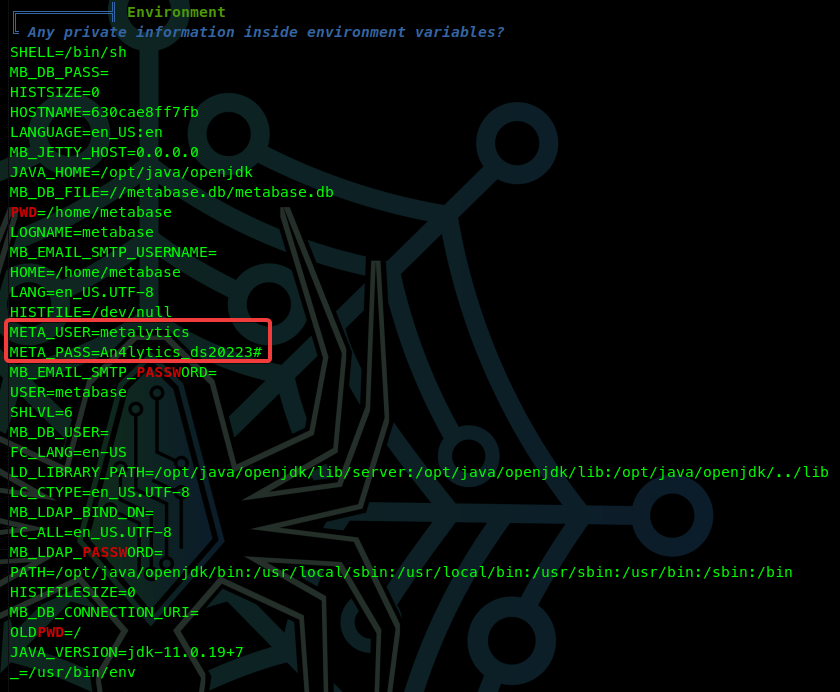 Environment
Any private information inside environment variables?
SHELL=/bin/sh
MB_DB_PASS=
HISTSIZE=0
HOSTNAME=630cae8ff7fb
LANGUAGE=en_US:en
MB_JETTY_HOST=0.0.0.0
JAVA_HOME=/opt/java/openjdk
MB_DB_FILE=//metabase.db/metabase.db
PWD=/home/metabase
LOGNAME=metabase
MB_EMAIL_SMTP_USERNAME=
HOME=/home/metabase
LANG=en_US.UTF-8
HISTFILE=/dev/null
META_USER=metalytics
META_PASS=An4lytics_ds20223#
MB_EMAIL_SMTP_PASSWORD=
USER=metabase
SHLVL=6
MB_DB_USER=
FC_LANG=en-US
LD_LIBRARY_PATH=/opt/java/openjdk/lib/server:/opt/java/openjdk/lib:/opt/java/openjdk/../lib
LC_CTYPE=en_US.UTF-8
MB_LDAP_BIND_DN=
LC_ALL=en_US.UTF-8
MB_LDAP_PASSWORD=
PATH=/opt/java/openjdk/bin:/usr/local/sbin:/usr/local/bin:/usr/sbin:/usr/bin:/sbin:/bin
HISTFILESIZE=0
MB_DB_CONNECTION_URI=
OLDPWD=/
JAVA_VERSION=jdk-11.0.19+7
_=/usr/bin/env